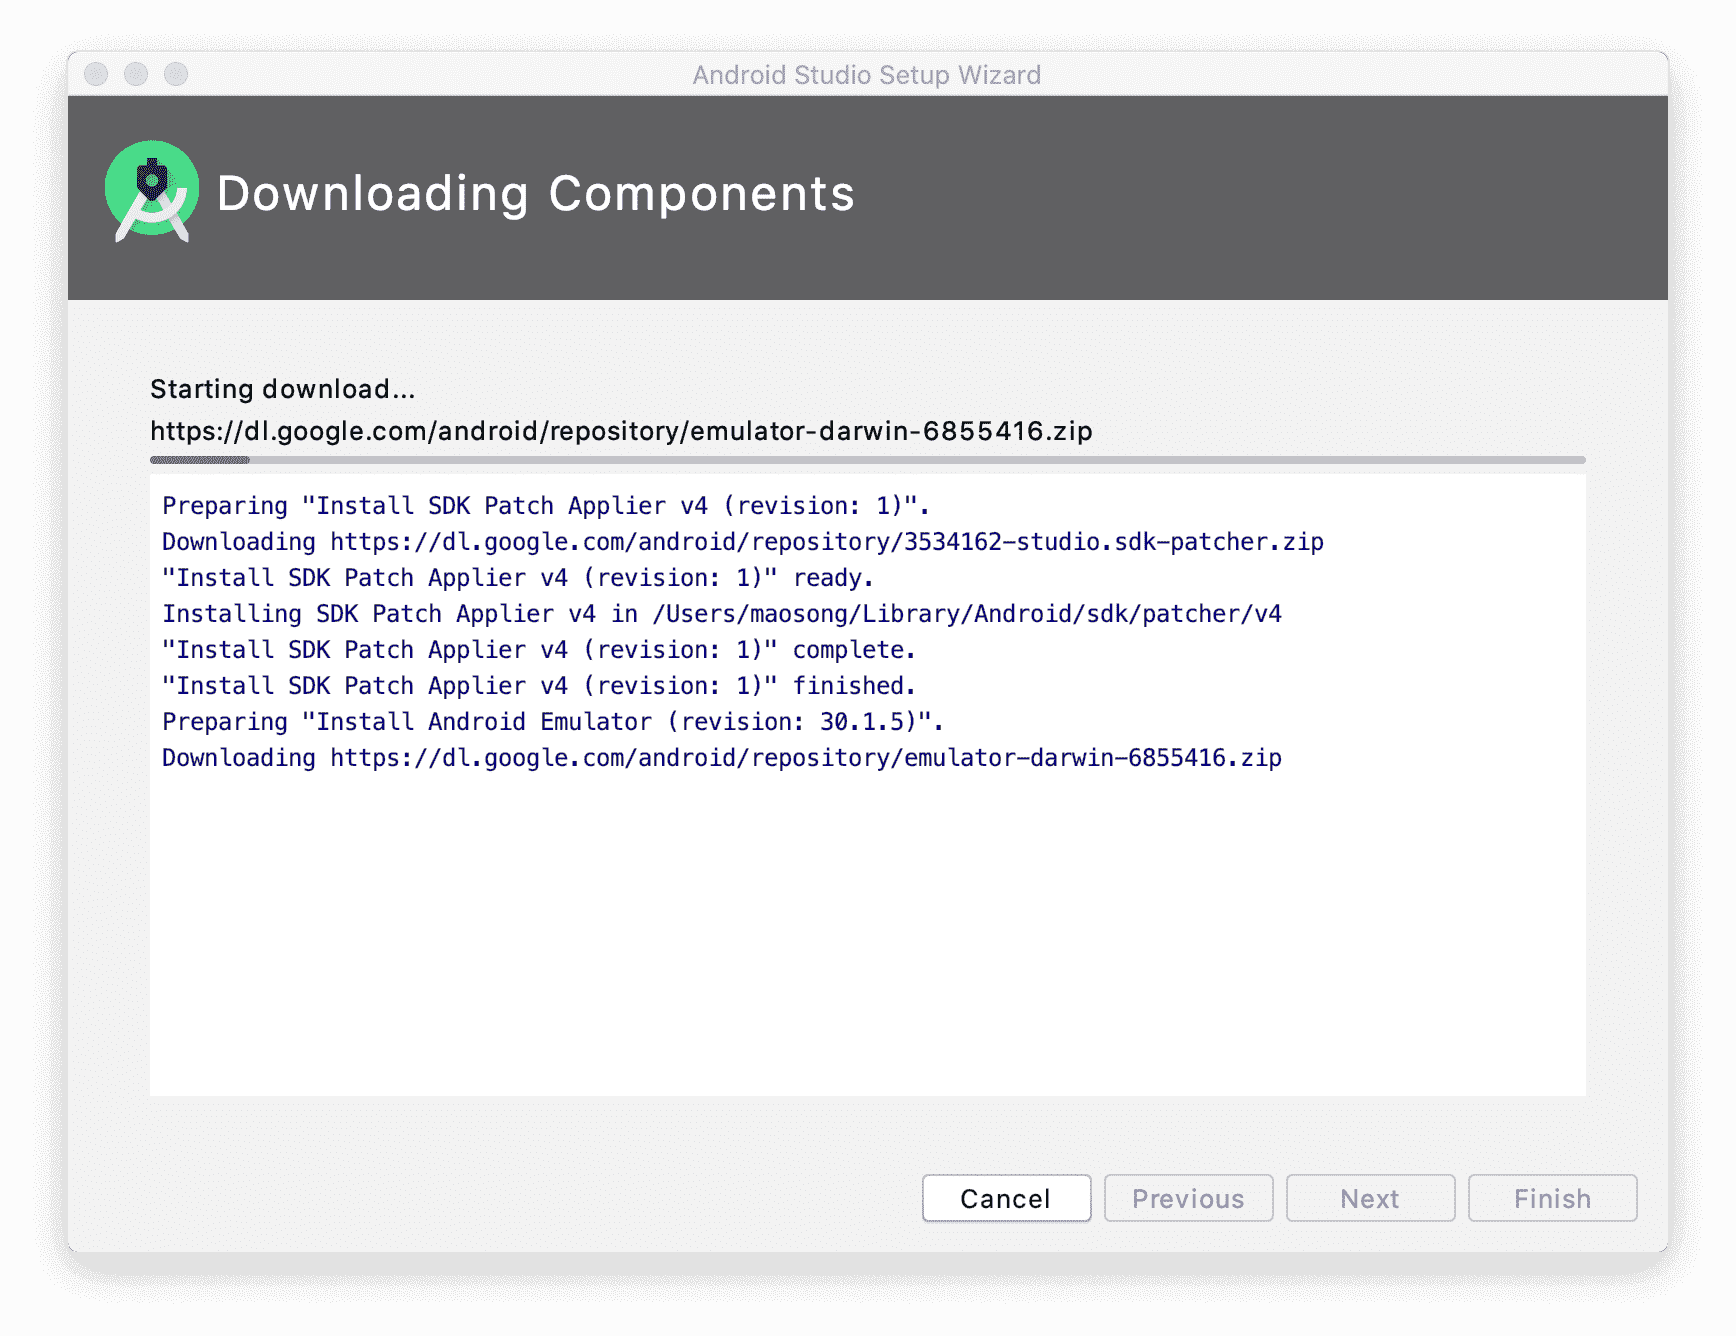 Android Studio Setup Wizard
Downloading Components
Starting download...
https://dl.google.com/android/repository/emulator-darwin-6855416.zip
Preparing "Install SDK Patch Applier v4 (revision: 1)".
Downloading https://dl.google.com/android/repository/3534162-studio.sdk-patcher.zip
"Install SDK Patch Applier v4 (revision: 1)" ready.
Installing SDK Patch Applier v4 in /Users/maosong/Library/Android/sdk/patcher/v4
"Install SDK Patch Applier v4 (revision: 1)" complete.
"Install SDK Patch Applier v4 (revision: 1)" finished.
Preparing "Install Android Emulator (revision: 30.1.5)".
Downloading https://dl.google.com/android/repository/emulator-darwin-6855416.zip
Cancel Previous Next Finish